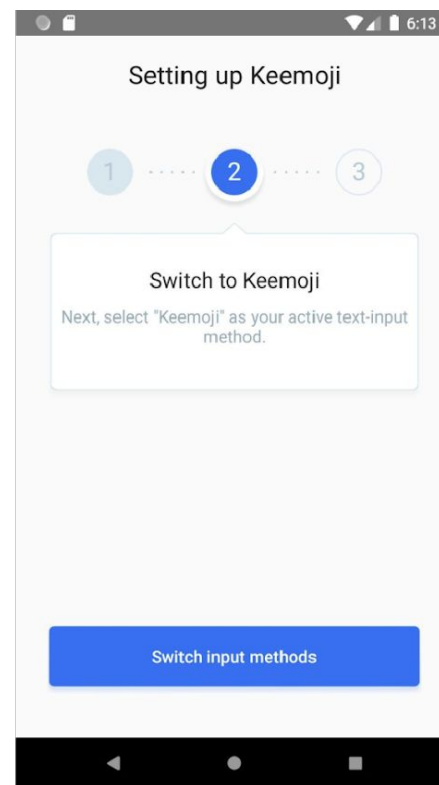 6:13
Setting up Keemoji
1 ..... 2 ..... 3
Switch to Keemoji
Next, select "Keemoji" as your active text-input
method.
Switch input methods